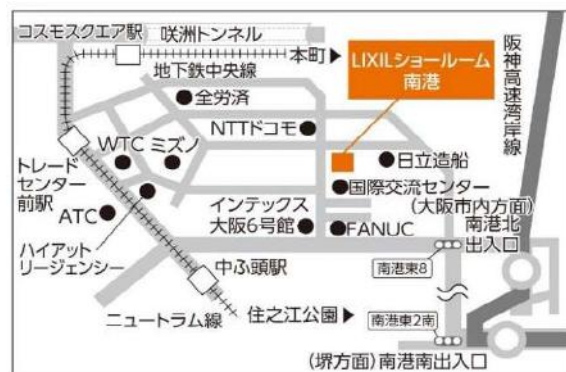 コスモスクエア駅
咲洲トンネル
本町▶
地下鉄中央線
LIXILショールーム
南港
阪神高速湾岸線
全労済
NTTドコモ
WTC
ミズノ
日立造船
トレード
センター
前駅
国際交流センター
ATC
インテックス
大阪6号館
FANUC
(大阪市内方面)
南港北
出入口
ハイアット
リージェンシー
中ふ頭駅
南港東8
ニュートラム線
住之江公園▶
南港東2南
(堺方面)南港南出入口